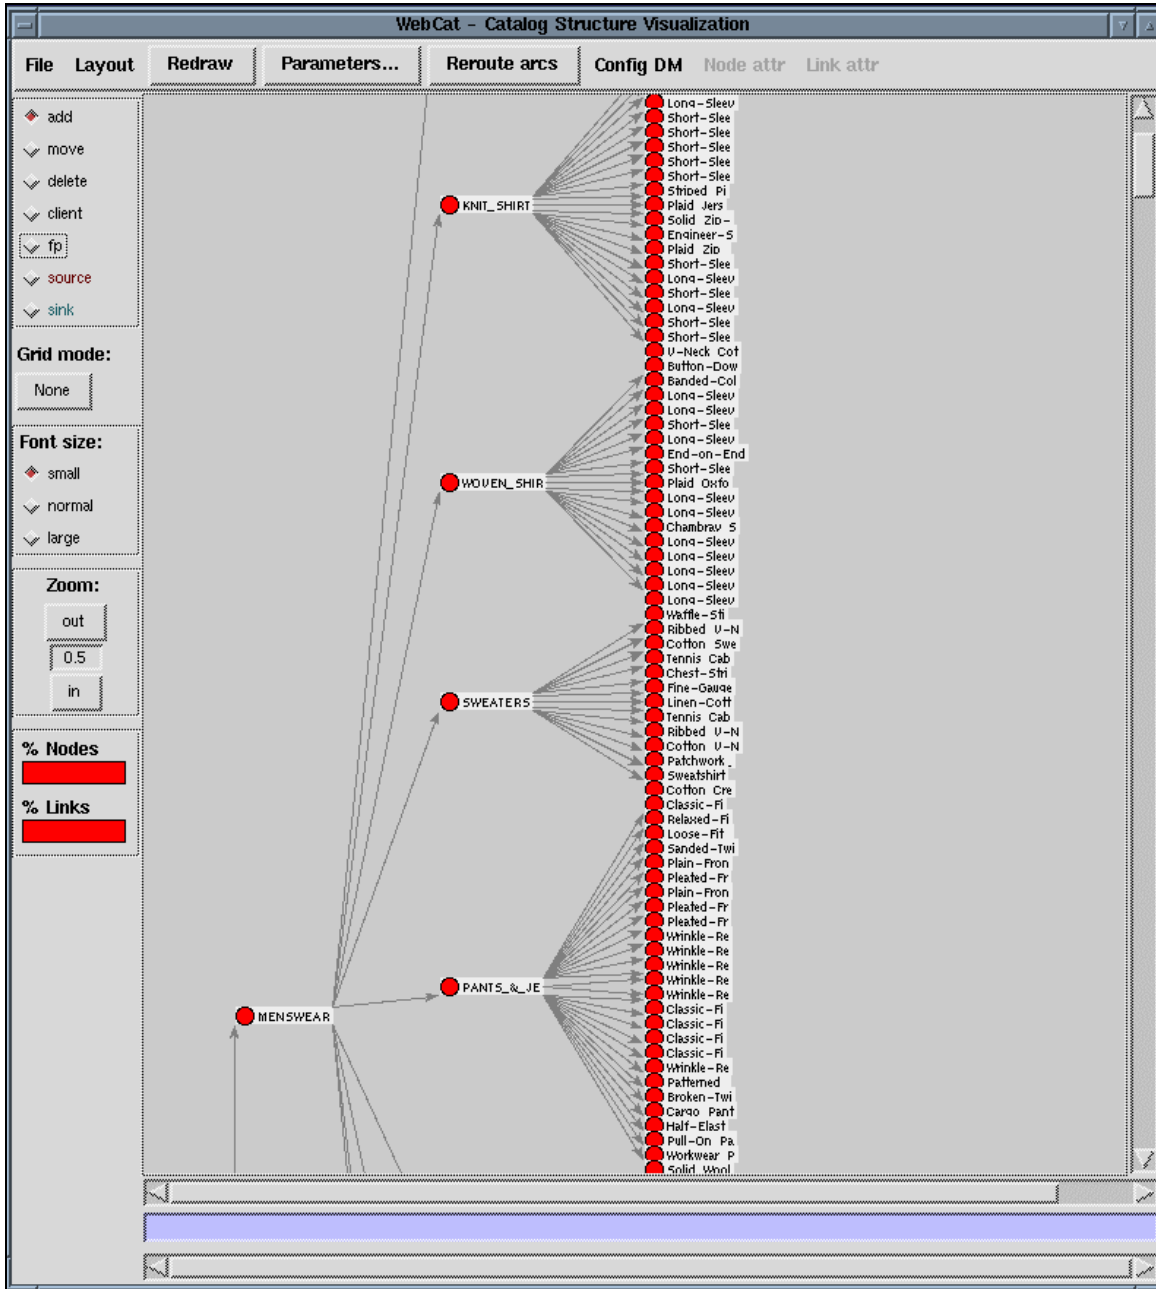 WebCat - Catalog Structure Visualization
File Layout Redraw Parameters... Reroute arcs Config DM Node attr Link attr
add
move
delete
client
fp
source
sink
Grid mode:
None
Font size:
small
normal
large
Zoom:
out
0.5
in
% Nodes
% Links
MENSWEAR
KNIT_SHIRT
WOVEN_SHIR
SWEATERS
PANTS_&_JE
Long-Sleev
Short-Slee
Short-Slee
Short-Slee
Short-Slee
Short-Slee
Striped Pi
Plaid Jers
Solid Zip-
Engineer-S
Plaid Zip
Short-Slee
Long-Sleev
Short-Slee
Long-Sleev
Short-Slee
Short-Slee
V-Neck Cot
Button-Dow
Banded-Col
Long-Sleev
Long-Sleev
Short-Slee
Long-Sleev
End-on-End
Short-Slee
Plaid Oxfo
Long-Sleev
Long-Sleev
Chambray S
Long-Sleev
Long-Sleev
Long-Sleev
Long-Sleev
Long-Sleev
Waffle-Sti
Ribbed V-N
Cotton Swe
Tennis Cab
Chest-Stri
Fine-Gauge
Linen-Cott
Tennis Cab
Ribbed V-N
Cotton V-N
Patchwork_
Sweatshirt
Cotton Cre
Classic-Fi
Relaxed-Fi
Loose-Fit
Sanded-Twi
Plain-Fron
Pleated-Fr
Plain-Fron
Pleated-Fr
Pleated-Fr
Wrinkle-Re
Wrinkle-Re
Wrinkle-Re
Wrinkle-Re
Wrinkle-Re
Classic-Fi
Classic-Fi
Classic-Fi
Classic-Fi
Wrinkle-Re
Patterned
Broken-Twi
Cargo Pant
Half-Elast
Pull-On Pa
Workwear P
Solid Wool